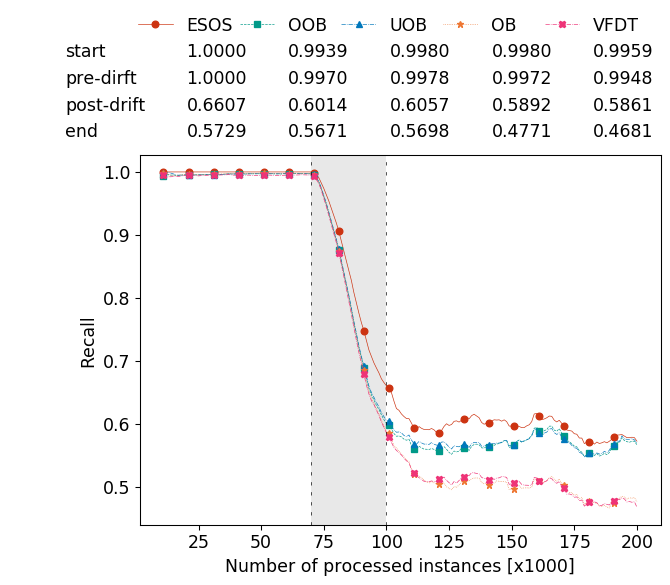 ESOS OOB UOB OB VFDT
start 1.0000 0.9939 0.9980 0.9980 0.9959
pre-dirft 1.0000 0.9970 0.9978 0.9972 0.9948
post-drift 0.6607 0.6014 0.6057 0.5892 0.5861
end 0.5729 0.5671 0.5698 0.4771 0.4681
1.0
0.9
0.8
0.7
0.6
0.5
Recall
25 50 75 100 125 150 175 200
Number of processed instances [x1000]